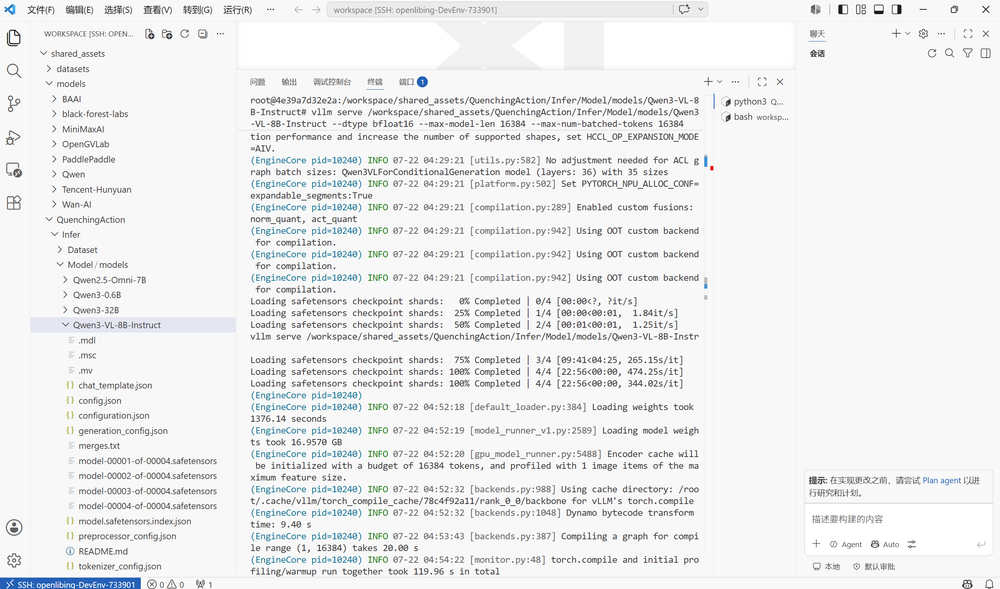 文件(F) 编辑(E) 选择(S) 查看(V) 转到(G) 运行(R) ··· workspace [SSH: openlibing-DevEnv-733901]
WORKSPACE [SSH: OPEN...
shared_assets
datasets
models
BAAI
black-forest-labs
MiniMaxAI
OpenGVLab
PaddlePaddle
Qwen
Tencent-Hunyuan
Wan-AI
QuenchingAction
Infer
Dataset
Model/models
Qwen2.5-Omni-7B
Qwen3-0.6B
Qwen3-32B
Qwen3-VL-8B-Instruct
.mdl
.msc
.mv
chat_template.json
config.json
configuration.json
generation_config.json
merges.txt
model-00001-of-00004.safetensors
model-00002-of-00004.safetensors
model-00003-of-00004.safetensors
model-00004-of-00004.safetensors
model.safetensors.index.json
preprocessor_config.json
README.md
tokenizer_config.json
问题 输出 调试控制台 终端 端口 1
root@4e39a7d32e2a:/workspace/shared_assets/QuenchingAction/Infer/Model/models/Qwen3-VL-8
B-Instruct# vllm serve /workspace/shared_assets/QuenchingAction/Infer/Model/models/Qwen3
-VL-8B-Instruct --dtype bfloat16 --max-model-len 16384 --max-num-batched-tokens 16384
tion performance and increase the number of supported shapes, set HCCL_OP_EXPANSION_MODE
=AIV.
(EngineCore pid=10240) INFO 07-22 04:29:21 [utils.py:582] No adjustment needed for ACL g
raph batch sizes: Qwen3VLForConditionalGeneration model (layers: 36) with 35 sizes
(EngineCore pid=10240) INFO 07-22 04:29:21 [platform.py:502] Set PYTORCH_NPU_ALLOC_CONF=
expandable_segments:True
(EngineCore pid=10240) INFO 07-22 04:29:21 [compilation.py:289] Enabled custom fusions:
norm_quant, act_quant
(EngineCore pid=10240) INFO 07-22 04:29:21 [compilation.py:942] Using OOT custom backend
for compilation.
(EngineCore pid=10240) INFO 07-22 04:29:21 [compilation.py:942] Using OOT custom backend
for compilation.
(EngineCore pid=10240) INFO 07-22 04:29:21 [compilation.py:942] Using OOT custom backend
for compilation.
Loading safetensors checkpoint shards:   0% Completed | 0/4 [00:00<?, ?it/s]
Loading safetensors checkpoint shards:  25% Completed | 1/4 [00:00<00:01,  1.84it/s]
Loading safetensors checkpoint shards:  50% Completed | 2/4 [00:01<00:01,  1.25it/s]
vllm serve /workspace/shared_assets/QuenchingAction/Infer/Model/models/Qwen3-VL-8B-Instr
Loading safetensors checkpoint shards:  75% Completed | 3/4 [09:41<04:25, 265.15s/it]
Loading safetensors checkpoint shards: 100% Completed | 4/4 [22:56<00:00, 474.25s/it]
Loading safetensors checkpoint shards: 100% Completed | 4/4 [22:56<00:00, 344.02s/it]
(EngineCore pid=10240)
(EngineCore pid=10240) INFO 07-22 04:52:18 [default_loader.py:384] Loading weights took
1376.14 seconds
(EngineCore pid=10240) INFO 07-22 04:52:19 [model_runner_v1.py:2589] Loading model weigh
ts took 16.9570 GB
(EngineCore pid=10240) INFO 07-22 04:52:20 [gpu_model_runner.py:5488] Encoder cache will
be initialized with a budget of 16384 tokens, and profiled with 1 image items of the ma
ximum feature size.
(EngineCore pid=10240) INFO 07-22 04:52:32 [backends.py:988] Using cache directory: /roo
t/.cache/vllm/torch_compile_cache/78c4f92a11/rank_0_0/backbone for vLLM's torch.compile
(EngineCore pid=10240) INFO 07-22 04:52:32 [backends.py:1048] Dynamo bytecode transform
time: 9.40 s
(EngineCore pid=10240) INFO 07-22 04:53:43 [backends.py:387] Compiling a graph for compi
le range (1, 16384) takes 20.00 s
(EngineCore pid=10240) INFO 07-22 04:54:22 [monitor.py:48] torch.compile and initial pro
filing/warmup run together took 119.96 s in total
python3 Q...
bash worksp...
聊天
会话
提示: 在实现更改之前，请尝试 Plan agent 以进
行研究和计划。
描述要构建的内容
Agent Auto
本地 默认审批
SSH: openlibing-DevEnv-733901 0 0 1